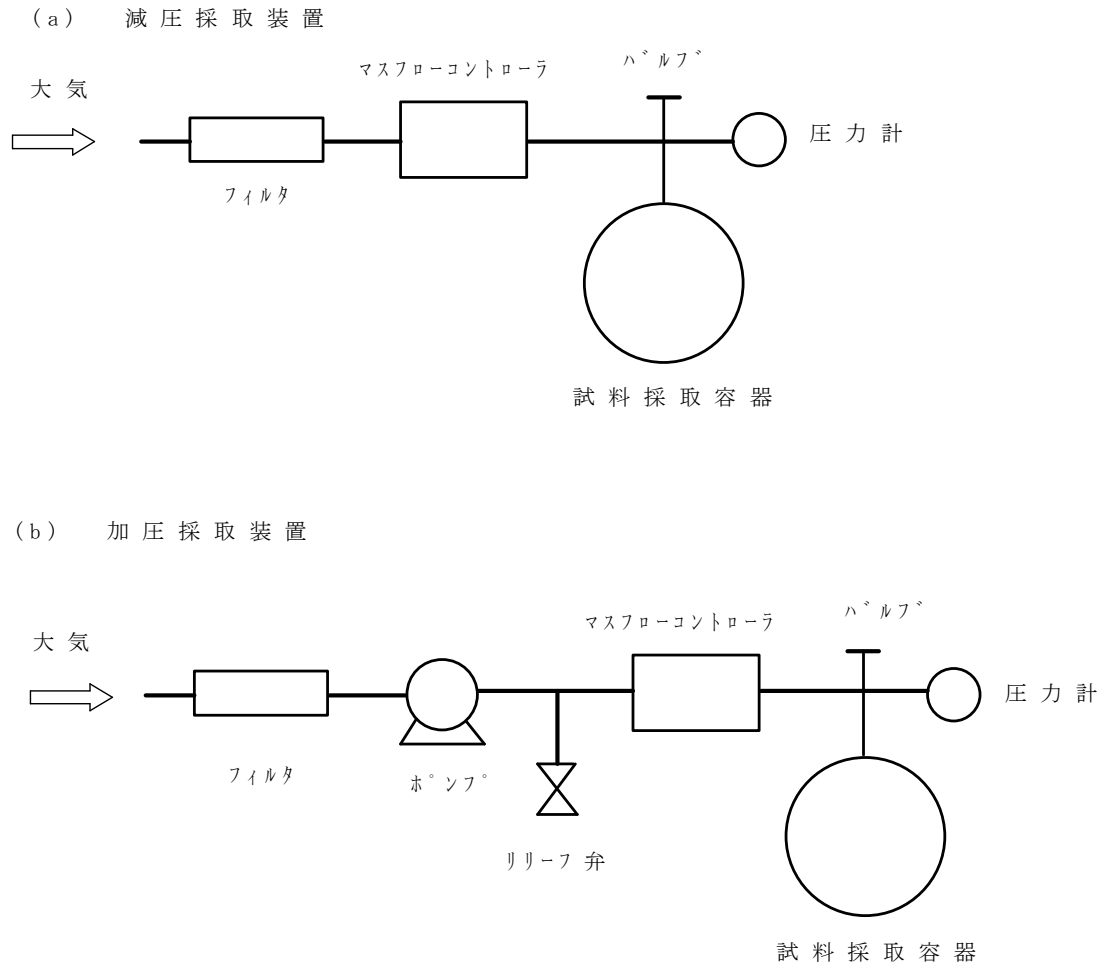 (a) 減圧採取装置
マスフローコントローラ
バルブ
大気
圧力計
フィルタ
試料採取容器
(b) 加圧採取装置
マスフローコントローラ
バルブ
大気
圧力計
フィルタ
ポンプ
リリーフ弁
試料採取容器